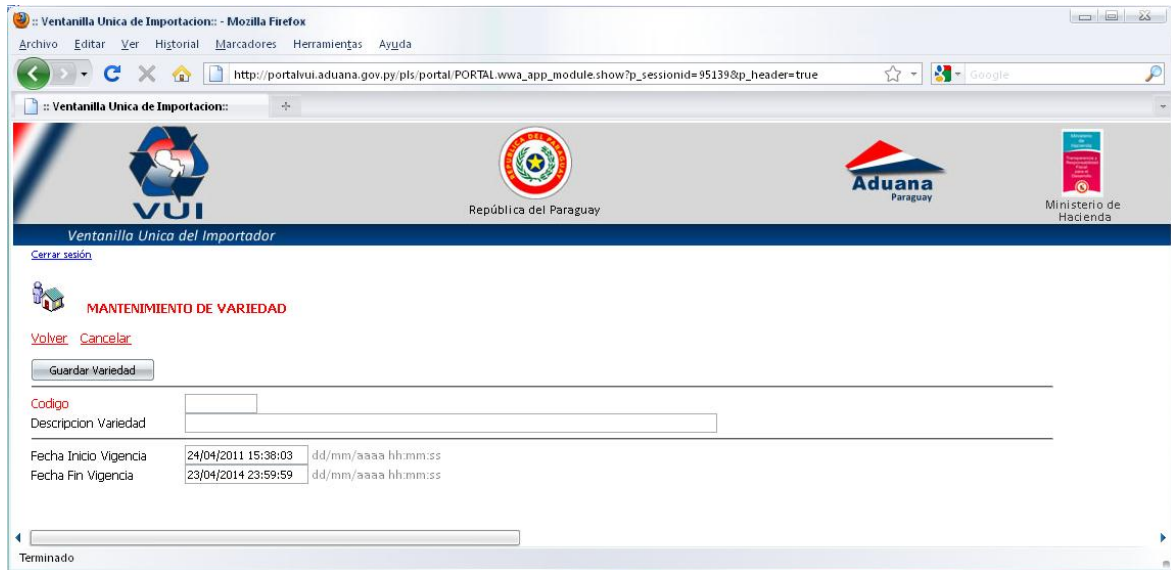 :: Ventanilla Unica de Importacion:: - Mozilla Firefox
Archivo Editar Ver Historial Marcadores Herramientas Ayuda
http://portalvui.aduana.gov.py/pls/portal/PORTAL.wwa_app_module.show?p_sessionid=95139&p_header=true Google
:: Ventanilla Unica de Importacion::
VUI
República del Paraguay
Aduana
Paraguay
Ministerio de
Hacienda
Ventanilla Unica del Importador
Cerrar sesión
MANTENIMIENTO DE VARIEDAD
Volver Cancelar
Guardar Variedad
Codigo
Descripcion Variedad
Fecha Inicio Vigencia 24/04/2011 15:38:03 dd/mm/aaaa hh:mm:ss
Fecha Fin Vigencia 23/04/2014 23:59:59 dd/mm/aaaa hh:mm:ss
Terminado